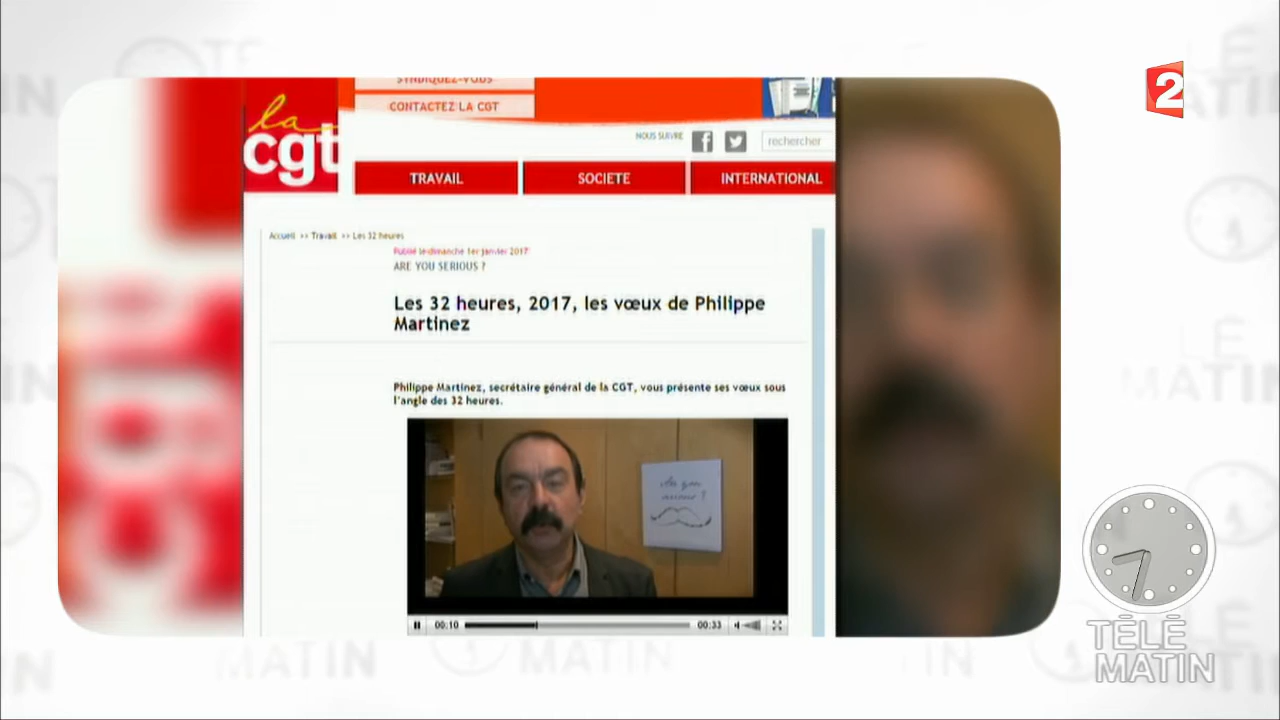 SYNDIQUEZ-VOUS
CONTACTEZ LA CGT
la
cgt
NOUS SUIVRE
rechercher
TRAVAIL
SOCIETE
INTERNATIONAL
Accueil >> Travail >> Les 32 heures
Publié le dimanche 1er janvier 2017
ARE YOU SERIOUS ?
Les 32 heures, 2017, les vœux de Philippe
Martinez
Philippe Martinez, secrétaire général de la CGT, vous présente ses vœux sous
l'angle des 32 heures.
Are you
serious ?
00:10
00:33
2
TÉLÉ
MATIN